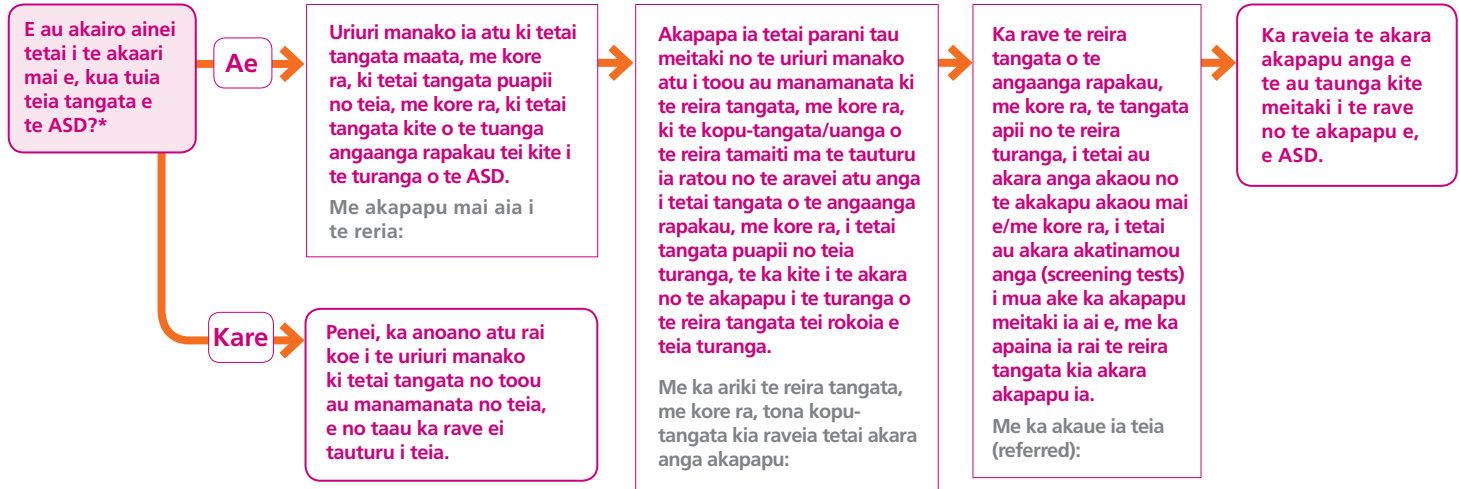 E au akairo ainei
tetai i te akaari
mai e, kua tuia
teia tangata e
te ASD?*
Ae
Uriuri manako ia atu ki tetai
tangata maata, me kore
ra, ki tetai tangata puapii
no teia, me kore ra, ki tetai
tangata kite o te tuanga
angaanga rapakau tei kite i
te turanga o te ASD.
Me akapapu mai aia i
te reria:
Akapapa ia tetai parani tau
meitaki no te uriuri manako
atu i toou au manamanata ki
te reira tangata, me kore ra,
ki te kopu-tangata/uanga o
te reira tamaiti ma te tauturu
ia ratou no te aravei atu anga
i tetai tangata o te angaanga
rapakau, me kore ra, i tetai
tangata puapii no teia
turanga, te ka kite i te akara
no te akapapu i te turanga o
te reira tangata tei rokoia e
teia turanga.
Me ka ariki te reira tangata,
me kore ra, tona kopu-
tangata kia raveia tetai akara
anga akapapu:
Ka rave te reira
tangata o te
angaanga rapakau,
me kore ra, te tangata
apii no te reira
turanga, i tetai au
akara anga akaou no
te akakapu akaou mai
e/me kore ra, i tetai
au akara akatinamou
anga (screening tests)
i mua ake ka akapapu
meitaki ia ai e, me ka
apaina ia rai te reira
tangata kia akara
akapapu ia.
Me ka akaue ia teia
(referred):
Ka raveia te akara
akapapu anga e
te au taunga kite
meitaki i te rave
no te akapapu e,
e ASD.
Kare
Penei, ka anoano atu rai
koe i te uriuri manako
ki tetai tangata no toou
au manamanata no teia,
e no taau ka rave ei
tauturu i teia.